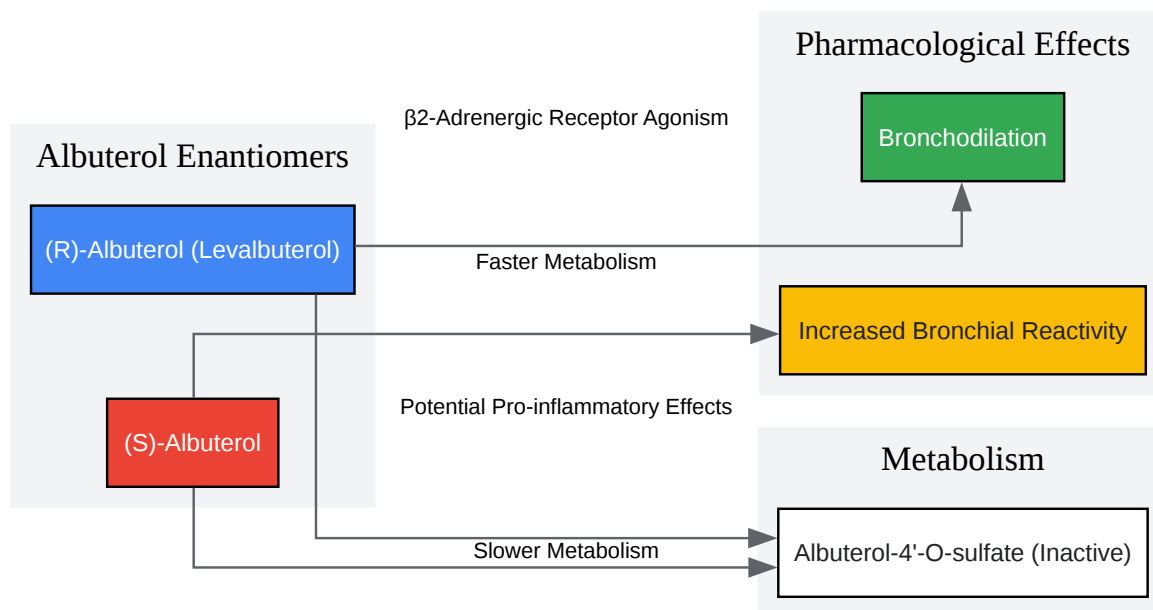 Pharmacological Effects
Bronchodilation
β2-Adrenergic Receptor Agonism
Albuterol Enantiomers
(R)-Albuterol (Levalbuterol)
Faster Metabolism
Increased Bronchial Reactivity
Potential Pro-inflammatory Effects
(S)-Albuterol
Metabolism
Slower Metabolism
Albuterol-4'-O-sulfate (Inactive)